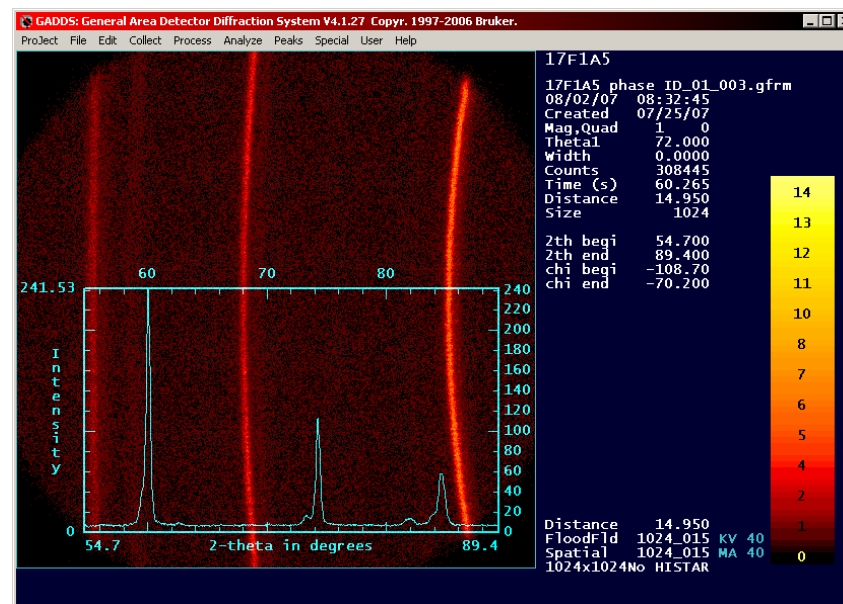 GADDS: General Area Detector Diffraction System V4.1.27 Copyr. 1997-2006 Bruker.
ProJect File Edit Collect Process Analyze Peaks Special User Help
17F1A5
17F1A5 phase ID_01_003.gfrm
08/02/07 08:32:45
Created 07/25/07
Mag,Quad 1 0
Theta1 72.000
Width 0.0000
Counts 308445
Time (s) 60.265
Distance 14.950
Size 1024
2th begi 54.700
2th end 89.400
chi begi -108.70
chi end -70.200
14
13
12
11
10
8
7
6
5
4
2
1
0
60 70 80
241.53
240
220
200
180
160
140
120
100
80
60
40
20
0
Intensity
0
54.7 2-theta in degrees 89.4
Distance 14.950
FloodFld 1024_015 KV 40
Spatial 1024_015 MA 40
1024x1024No HISTAR